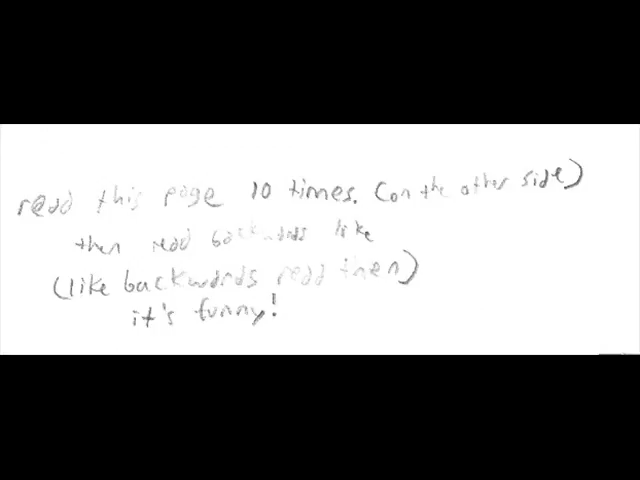 read this page 10 times. (on the other side)
then read backwards like
(like backwards read then)
it's funny!